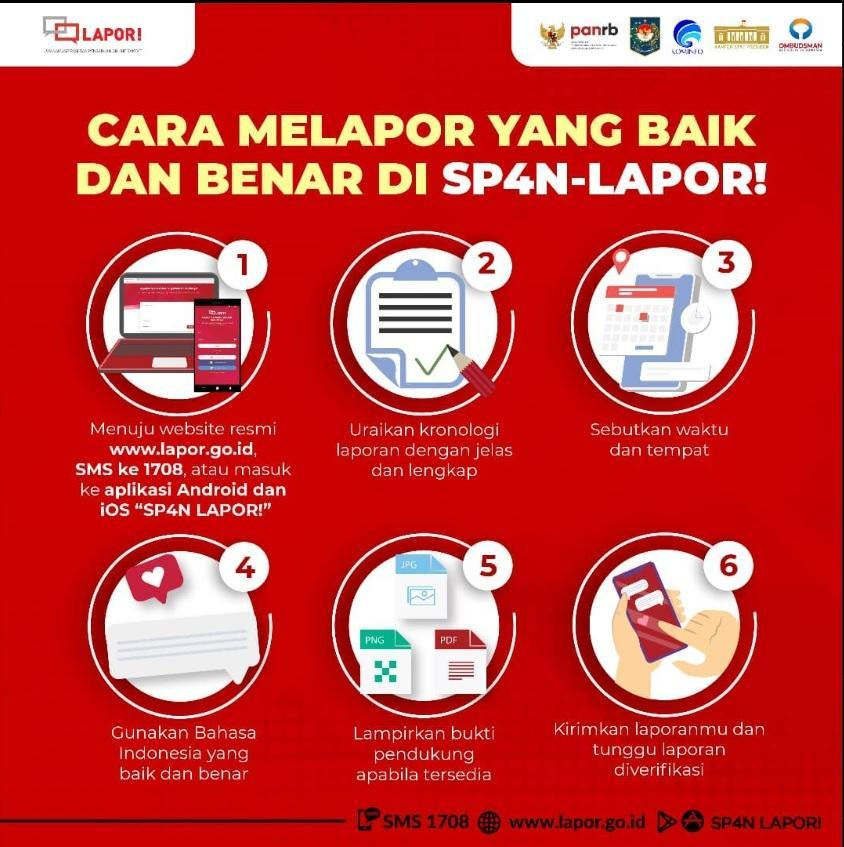 LAPOR!
panrb
KOMINFO
KANTOR STAF PRESIDEN
OMBUDSMAN
CARA MELAPOR YANG BAIK
DAN BENAR DI SP4N-LAPOR!
1
Menuju website resmi
www.lapor.go.id,
SMS ke 1708, atau masuk
ke aplikasi Android dan
iOS “SP4N LAPOR!”
2
Uraikan kronologi
laporan dengan jelas
dan lengkap
3
Sebutkan waktu
dan tempat
4
Gunakan Bahasa
Indonesia yang
baik dan benar
5
JPG
PNG
PDF
Lampirkan bukti
pendukung
apabila tersedia
6
Kirimkan laporanmu dan
tunggu laporan
diverifikasi
SMS 1708 www.lapor.go.id SP4N LAPOR!